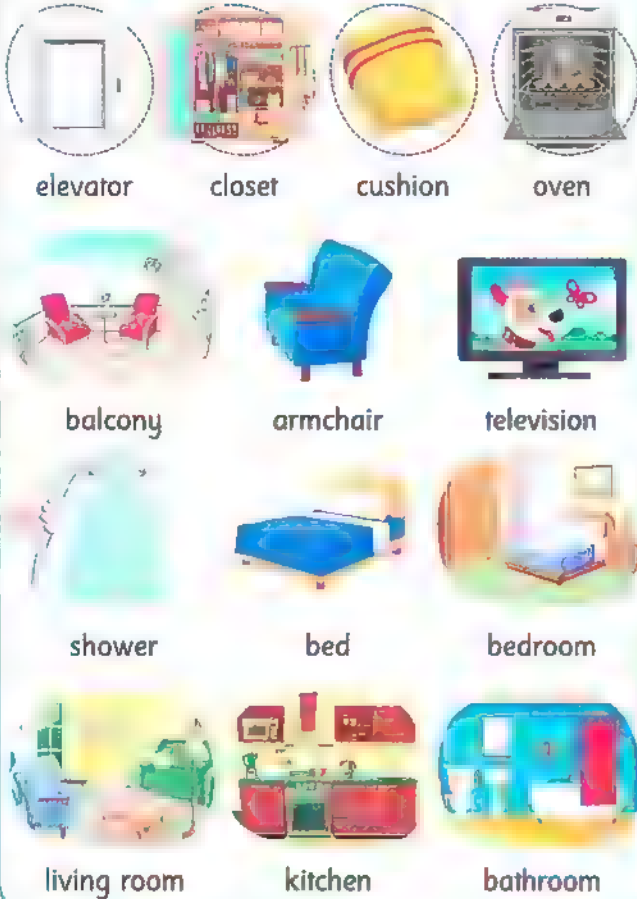 elevator closet cushion oven
balcony armchair television
shower bed bedroom
living room kitchen bathroom